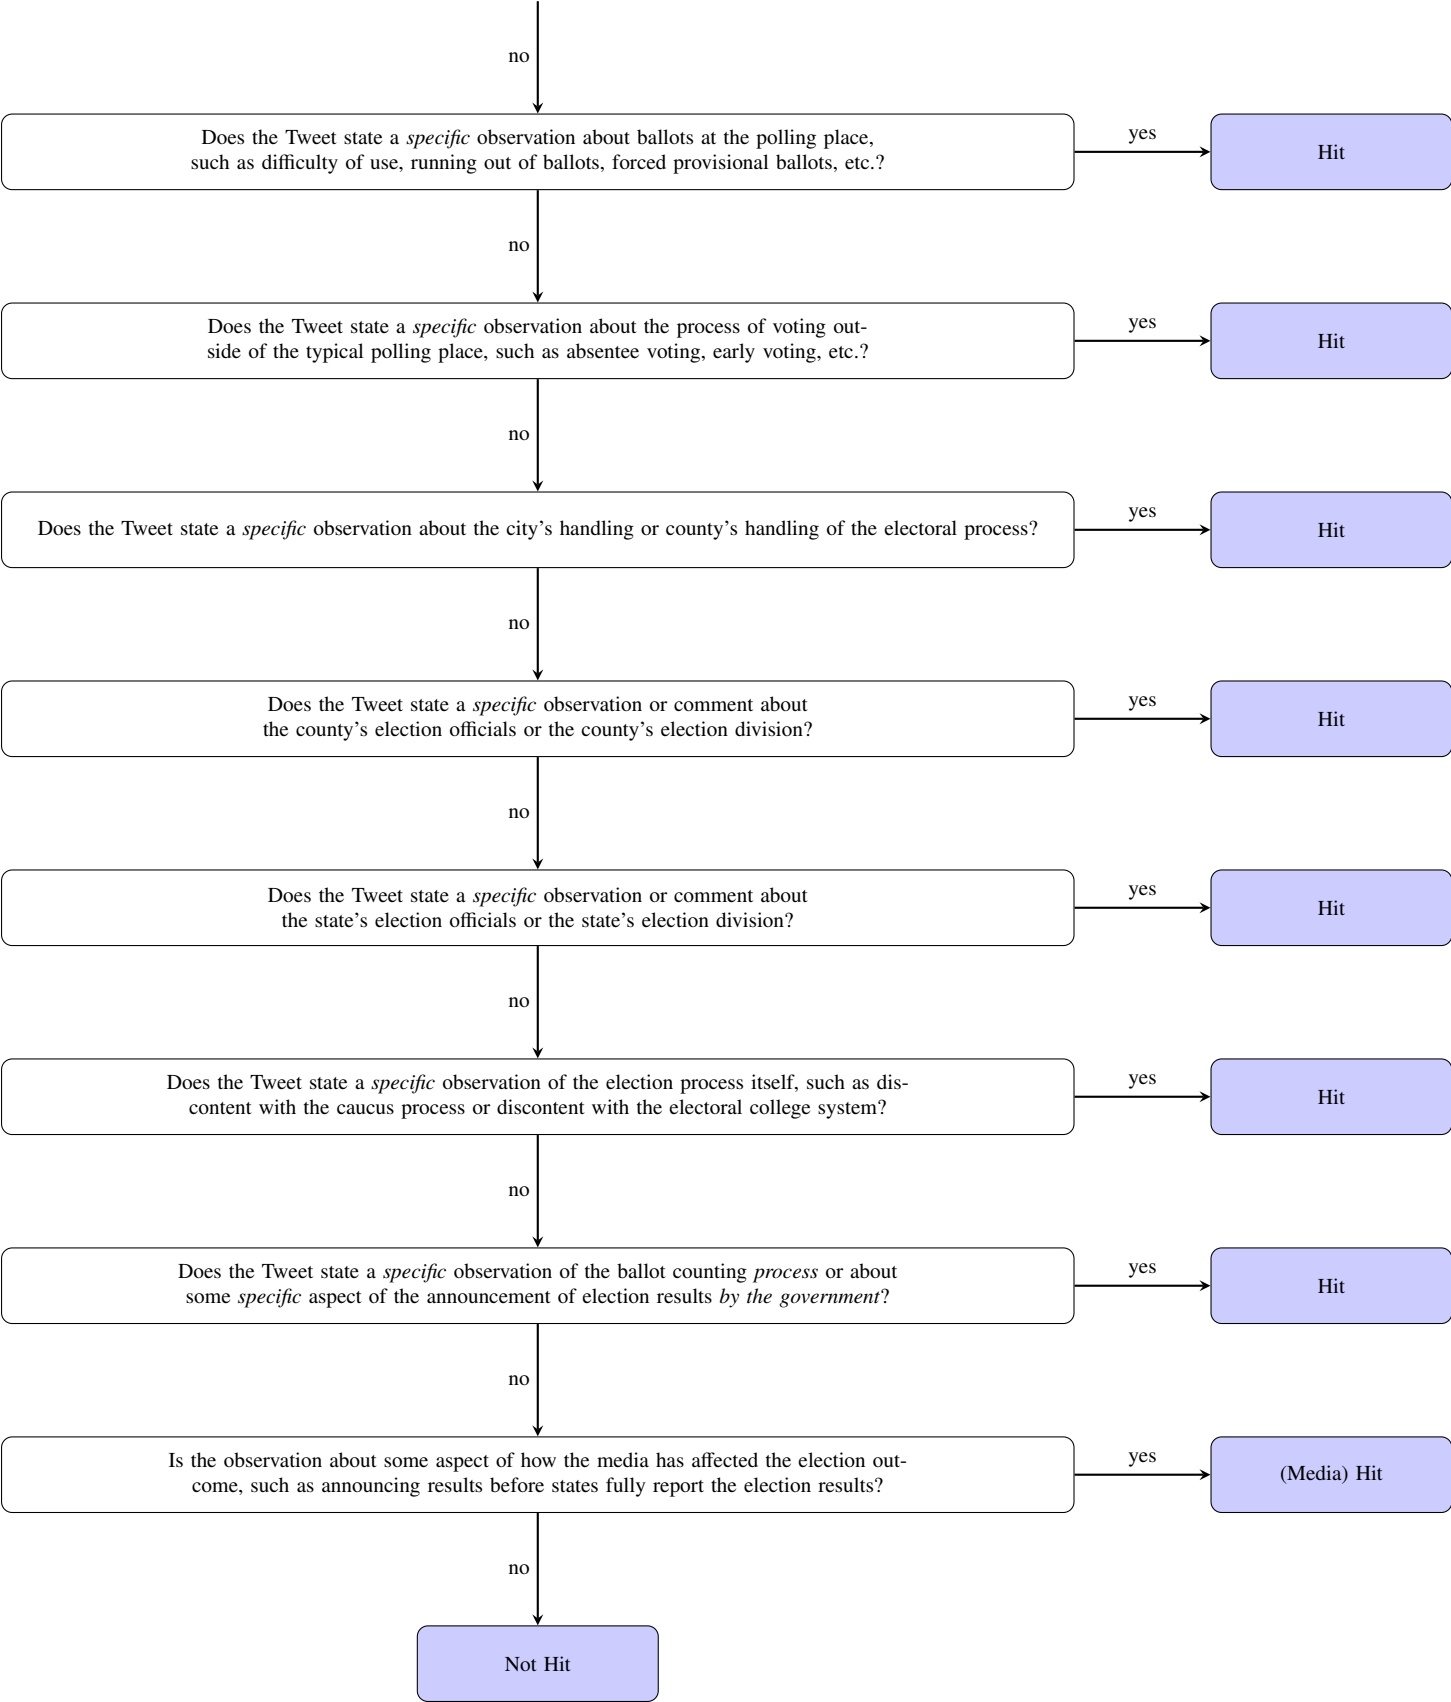 no
Does the Tweet state a specific observation about ballots at the polling place,
such as difficulty of use, running out of ballots, forced provisional ballots, etc.?
yes
Hit
no
Does the Tweet state a specific observation about the process of voting out-
side of the typical polling place, such as absentee voting, early voting, etc.?
yes
Hit
no
Does the Tweet state a specific observation about the city's handling or county's handling of the electoral process?
yes
Hit
no
Does the Tweet state a specific observation or comment about
the county's election officials or the county's election division?
yes
Hit
no
Does the Tweet state a specific observation or comment about
the state's election officials or the state's election division?
yes
Hit
no
Does the Tweet state a specific observation of the election process itself, such as dis-
content with the caucus process or discontent with the electoral college system?
yes
Hit
no
Does the Tweet state a specific observation of the ballot counting process or about
some specific aspect of the announcement of election results by the government?
yes
Hit
no
Is the observation about some aspect of how the media has affected the election out-
come, such as announcing results before states fully report the election results?
yes
(Media) Hit
no
Not Hit